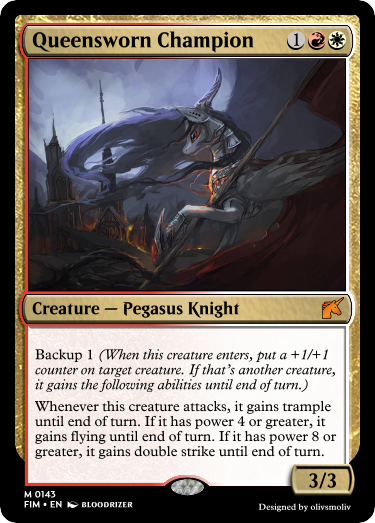 Queensworn Champion 1
Creature — Pegasus Knight
Backup 1 (When this creature enters, put a +1/+1
counter on target creature. If that's another creature,
it gains the following abilities until end of turn.)
Whenever this creature attacks, it gains trample
until end of turn. If it has power 4 or greater, it
gains flying until end of turn. If it has power 8 or
greater, it gains double strike until end of turn.
3/3
M 0143
FIM • EN BLOODRIZER
Designed by olivsmoliv